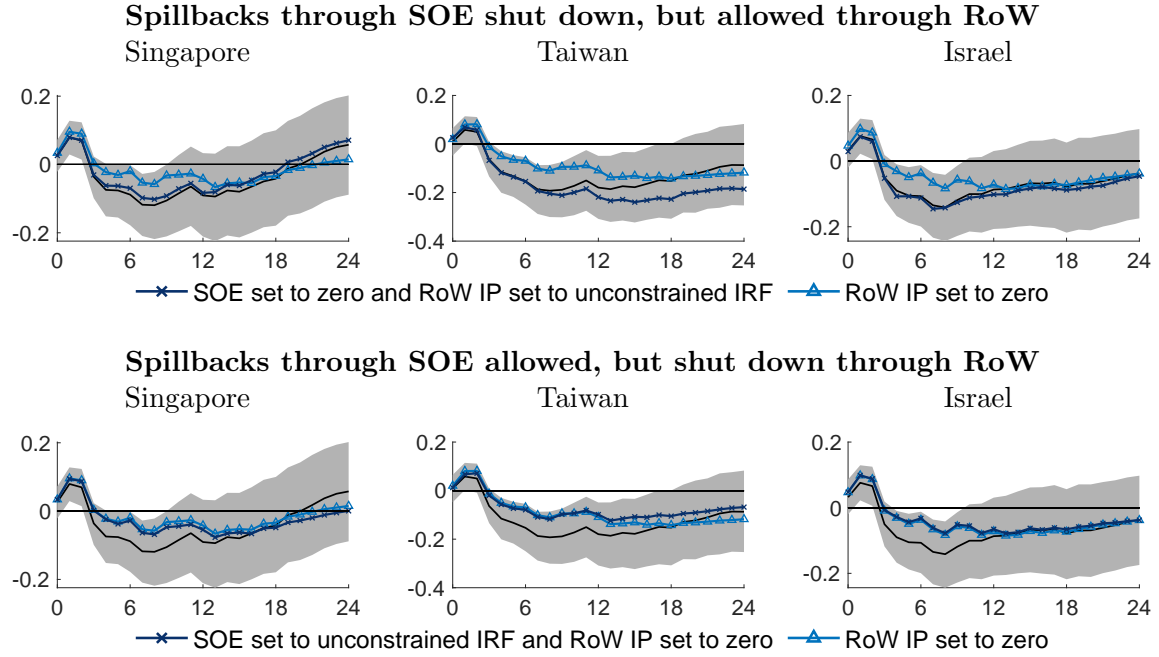 Spillbacks through SOE shut down, but allowed through RoW
Singapore Taiwan Israel
0.2 0 -0.2
0.2 0 -0.2 -0.4
0.2 0 -0.2
0 6 12 18 24 0 6 12 18 24 0 6 12 18 24
SOE set to zero and RoW IP set to unconstrained IRF RoW IP set to zero
Spillbacks through SOE allowed, but shut down through RoW
Singapore Taiwan Israel
0.2 0 -0.2
0.2 0 -0.2 -0.4
0.2 0 -0.2
0 6 12 18 24 0 6 12 18 24 0 6 12 18 24
SOE set to unconstrained IRF and RoW IP set to zero RoW IP set to zero